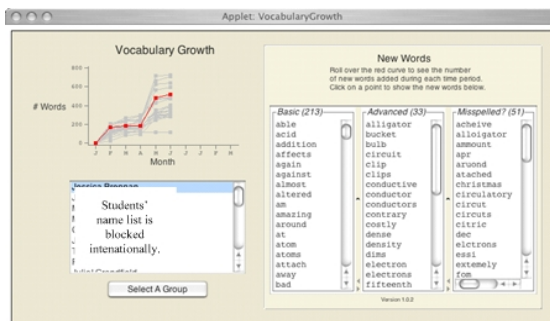 Applet: VocabularyGrowth
Vocabulary Growth
800
600
400
200
0
# Words
J F M A M J J A S O N D
Month
Students'
name list is
blocked
intenationally.
Select A Group
New Words
Roll over the red curve to see the number
of new words added during each time period.
Click on a point to show the new words below.
Basic (213)
able
acid
addition
affects
again
against
almost
altered
am
amazing
around
at
atom
atoms
attach
away
bad
Advanced (33)
alligator
bucket
bulb
circuit
clip
clips
conductive
conductor
conductors
contrary
costly
dense
density
dims
electron
electrons
fifteenth
Misspelled? (51)
acheive
alloigator
ammount
apr
aruond
atached
christmas
circulatory
circut
circuts
citric
dec
elctrons
essi
extemely
fom
Version 1.0.2